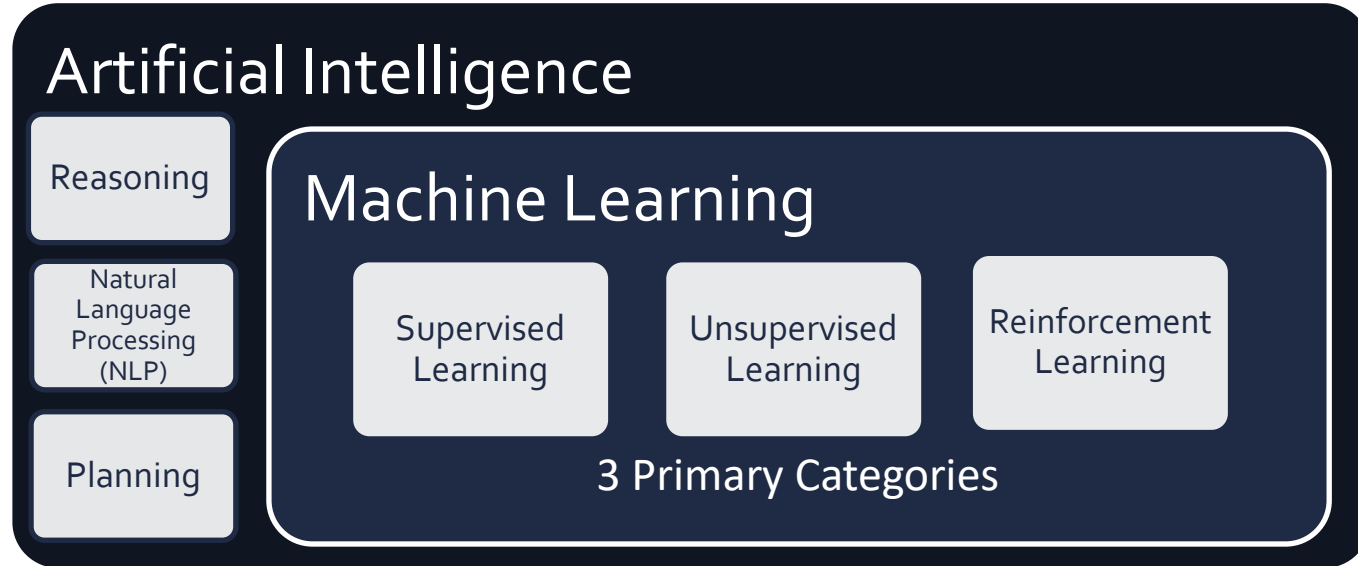 Artificial Intelligence
Reasoning
Natural
Language
Processing
(NLP)
Planning
Machine Learning
Supervised
Learning
Unsupervised
Learning
Reinforcement
Learning
3 Primary Categories